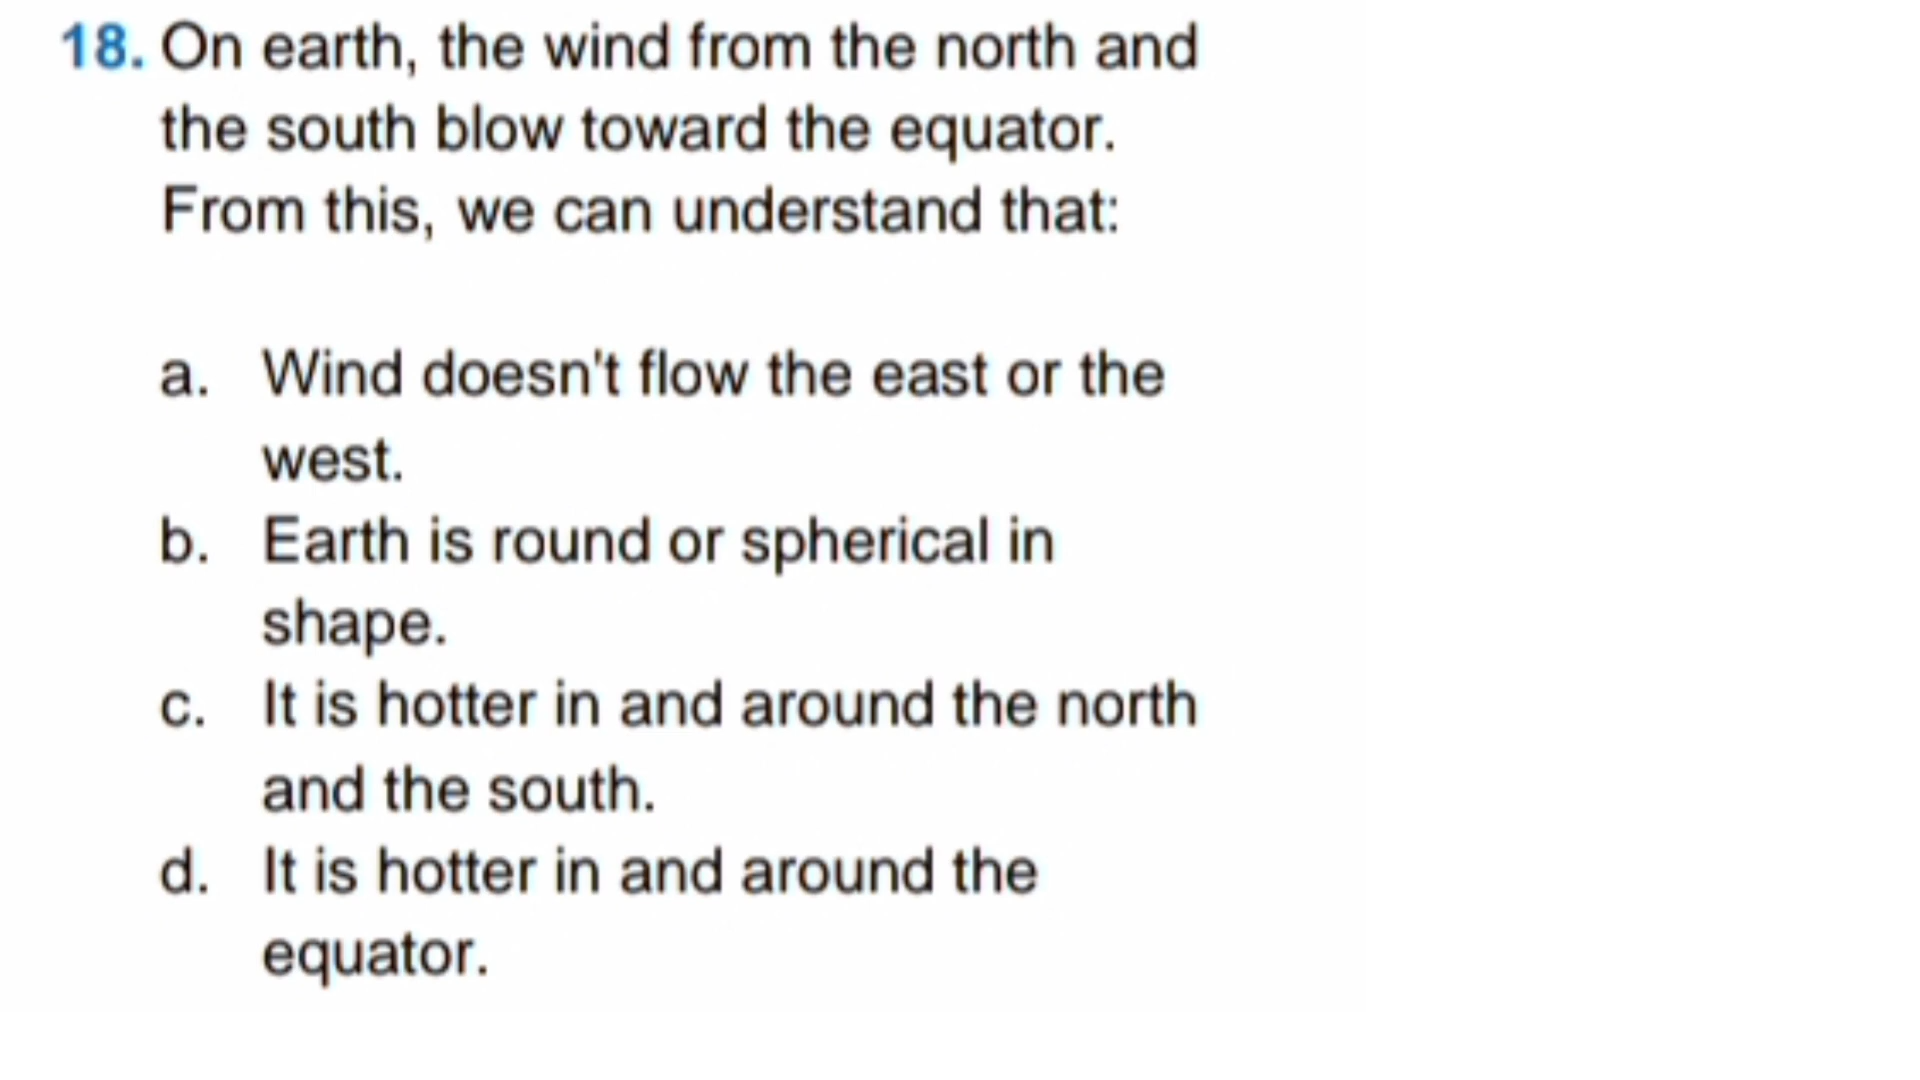 18. On earth, the wind from the north and
the south blow toward the equator.
From this, we can understand that:
a. Wind doesn't flow the east or the
west.
b. Earth is round or spherical in
shape.
c. It is hotter in and around the north
and the south.
d. It is hotter in and around the
equator.